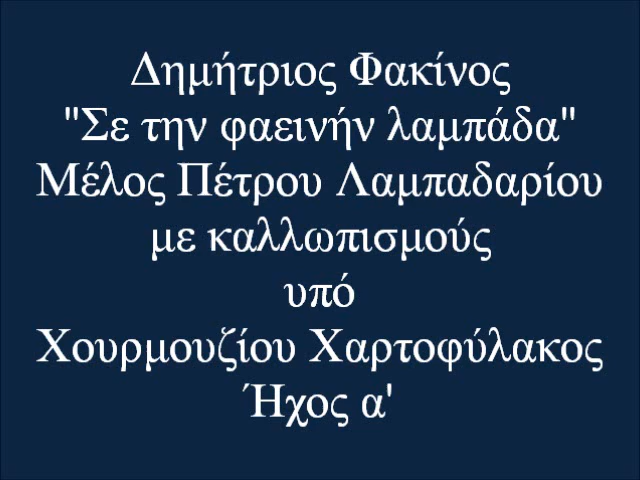 Δημήτριος Φακίνος
"Σε την φαεινήν λαμπάδα"
Μέλος Πέτρου Λαμπαδαρίου
με καλλωπισμούς
υπό
Χουρμουζίου Χαρτοφύλακος
Ήχος α'